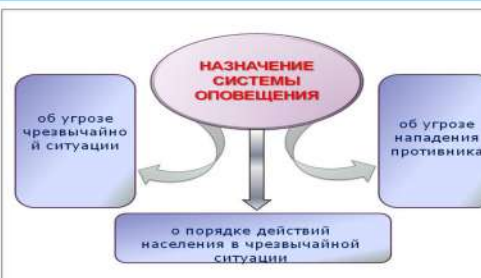 НАЗНАЧЕНИЕ
СИСТЕМЫ
ОПОВЕЩЕНИЯ
об угрозе
чрезвычайно
й ситуации
об угрозе
нападения
противника
о порядке действий
населения в чрезвычайной
ситуации